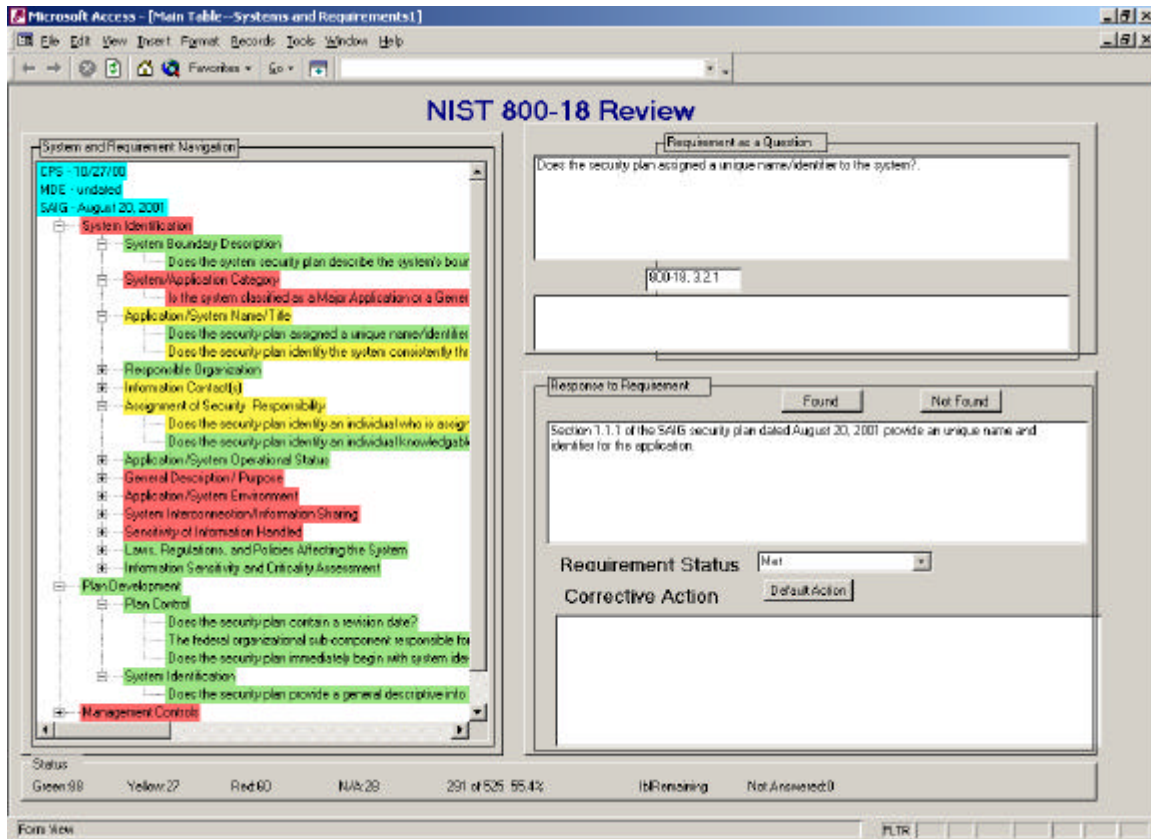 Microsoft Access - [Main Table--Systems and Requirements1]
File Edit View Insert Format Records Tools Window Help
Favorites Go
NIST 800-18 Review
System and Requirement Navigation
CPS - 10/27/00
MDE - undated
SAIG - August 20, 2001
System Identification
System Boundary Description
Does the system security plan describe the system's bour
System/Application Category
Is the system classified as a Major Application or a Gener
Application/System Name/Title
Does the security plan assigned a unique name/identifier
Does the security plan identify the system consistently thr
Responsible Organization
Information Contact(s)
Assignment of Security Responsibility
Does the security plan identify an individual who is assigr
Does the security plan identify an individual knowledgabl
Application/System Operational Status
General Description / Purpose
Application/System Environment
System Interconnection/Information Sharing
Sensitivity of Information Handled
Laws, Regulations, and Policies Affecting the System
Information Sensitivity and Criticality Assessment
Plan Development
Plan Control
Does the security plan contain a revision date?
The federal organizational sub-component responsible for
Does the security plan immediately begin with system ide
System Identification
Does the security plan provide a general descriptive info
Management Controls
Requirement as a Question
Does the security plan assigned a unique name/identifier to the system?.
800-18, 3.2.1
Response to Requirement
Found Not Found
Section 1.1.1 of the SAIG security plan dated August 20, 2001 provide an unique name and
identifier for the application.
Requirement Status Met
Corrective Action Default Action
Status
Green:98 Yellow:27 Red:60 N/A:28 291 of 525 55.4% lblRemaining Not Answered:0
Form View FLTR